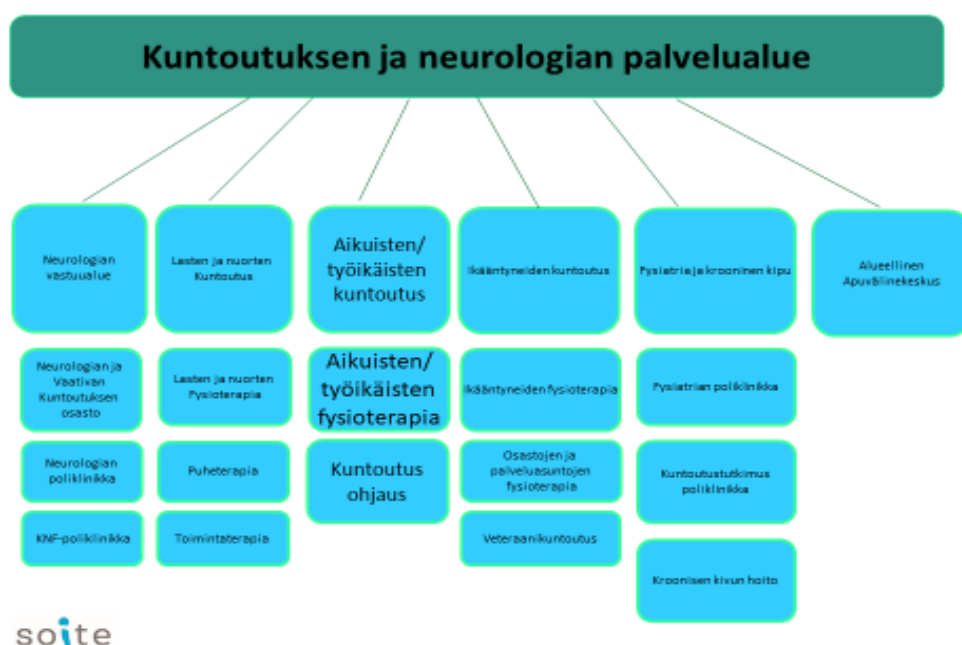 Kuntoutuksen ja neurologian palvelualue
Neurologian
vastuualue
Lasten ja nuorten
Kuntoutus
Aikuisten/
työikäisten
kuntoutus
Ikääntyneiden kuntoutus
Fysiatria ja krooninen kipu
Alueellinen
Apuvälinekeskus
Neurologian ja
Vaativan
Kuntoutuksen
osasto
Lasten ja nuorten
Fysioterapia
Aikuisten/
työikäisten
fysioterapia
Ikääntyneiden fysioterapia
Fysiatrian poliklinikka
Neurologian
poliklinikka
Puheterapia
Kuntoutus
ohjaus
Osastojen ja
palveluasuntojen
fysioterapia
Kuntoutustutkimus
poliklinikka
KNF-poliklinikka
Toimintaterapia
Veteraanikuntoutus
Kroonisen kivun hoito
soite